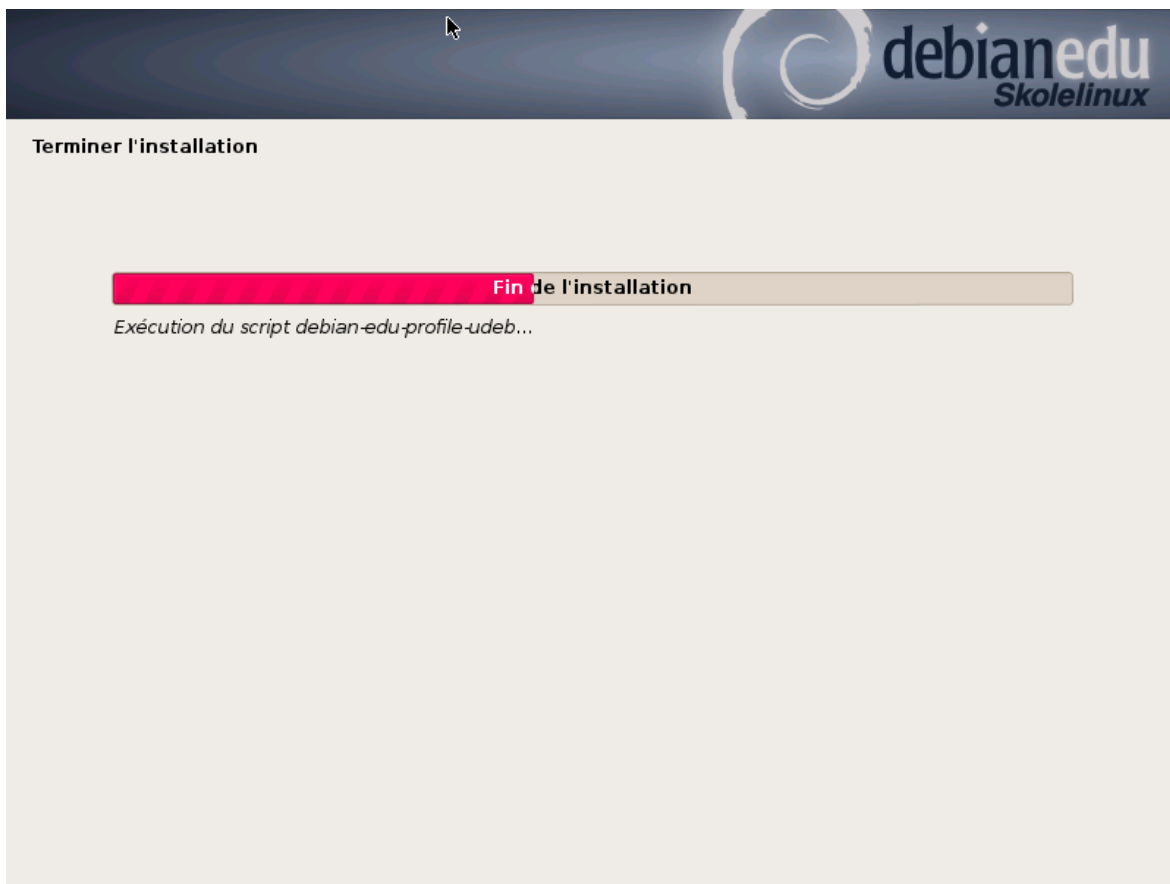 debianedu
Skolelinux
Terminer l'installation
Fin de l'installation
Exécution du script debian-edu-profile-udeb...